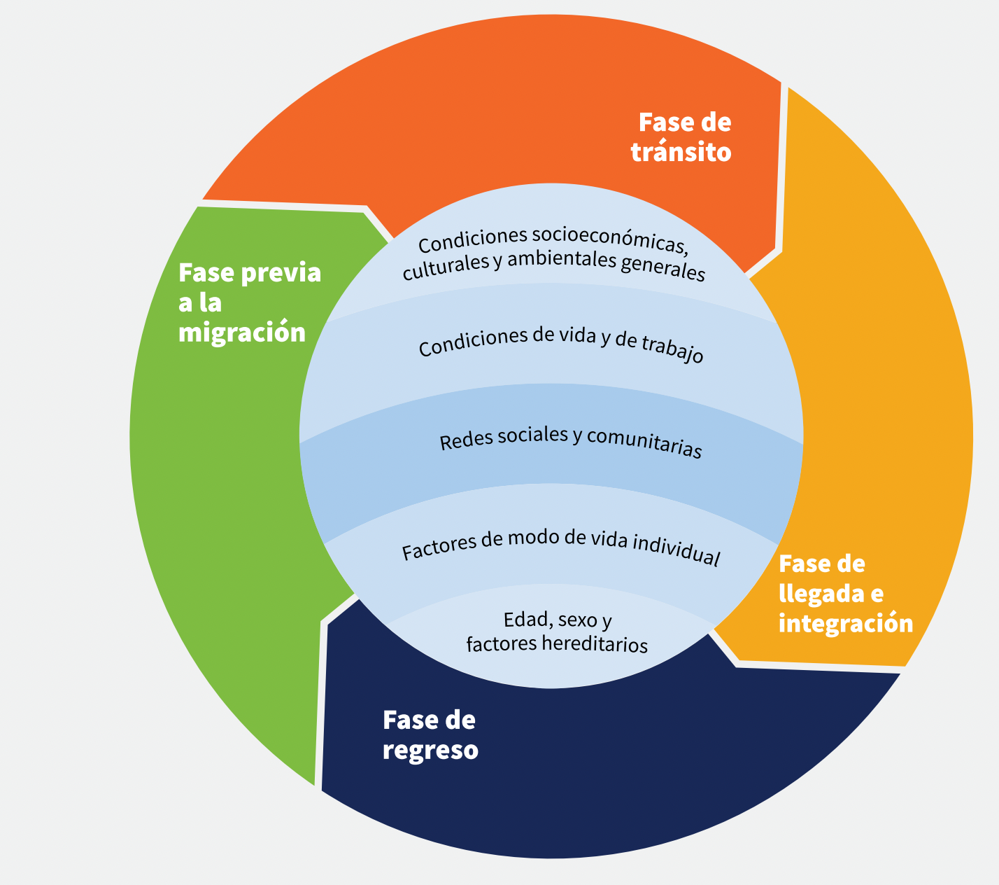 Fase de
tránsito
Fase previa
a la
migración
Condiciones socioeconómicas,
culturales y ambientales generales
Condiciones de vida y de trabajo
Redes sociales y comunitarias
Factores de modo de vida individual
Edad, sexo y
factores hereditarios
Fase de
llegada e
integración
Fase de
regreso